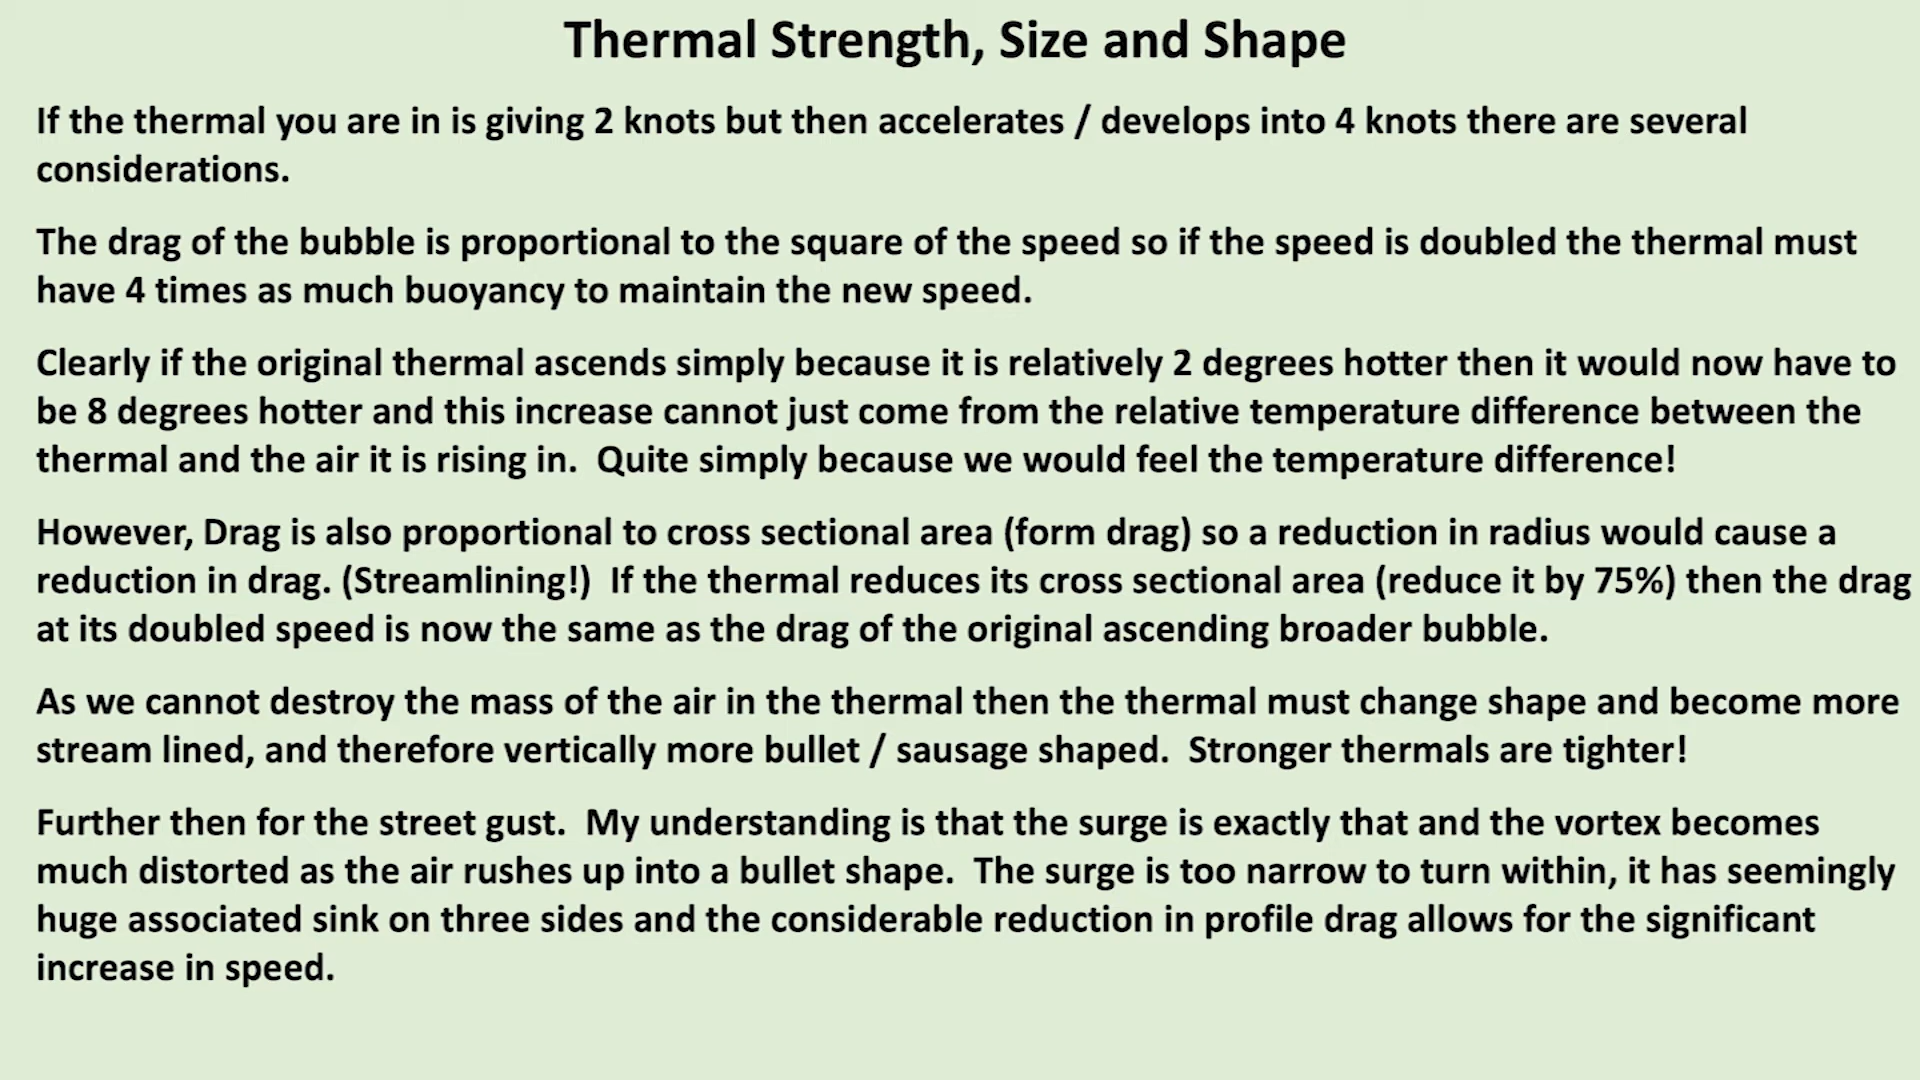 Thermal Strength, Size and Shape
If the thermal you are in is giving 2 knots but then accelerates / develops into 4 knots there are several
considerations.
The drag of the bubble is proportional to the square of the speed so if the speed is doubled the thermal must
have 4 times as much buoyancy to maintain the new speed.
Clearly if the original thermal ascends simply because it is relatively 2 degrees hotter then it would now have to
be 8 degrees hotter and this increase cannot just come from the relative temperature difference between the
thermal and the air it is rising in.  Quite simply because we would feel the temperature difference!
However, Drag is also proportional to cross sectional area (form drag) so a reduction in radius would cause a
reduction in drag. (Streamlining!)  If the thermal reduces its cross sectional area (reduce it by 75%) then the drag
at its doubled speed is now the same as the drag of the original ascending broader bubble.
As we cannot destroy the mass of the air in the thermal then the thermal must change shape and become more
stream lined, and therefore vertically more bullet / sausage shaped.  Stronger thermals are tighter!
Further then for the street gust.  My understanding is that the surge is exactly that and the vortex becomes
much distorted as the air rushes up into a bullet shape.  The surge is too narrow to turn within, it has seemingly
huge associated sink on three sides and the considerable reduction in profile drag allows for the significant
increase in speed.